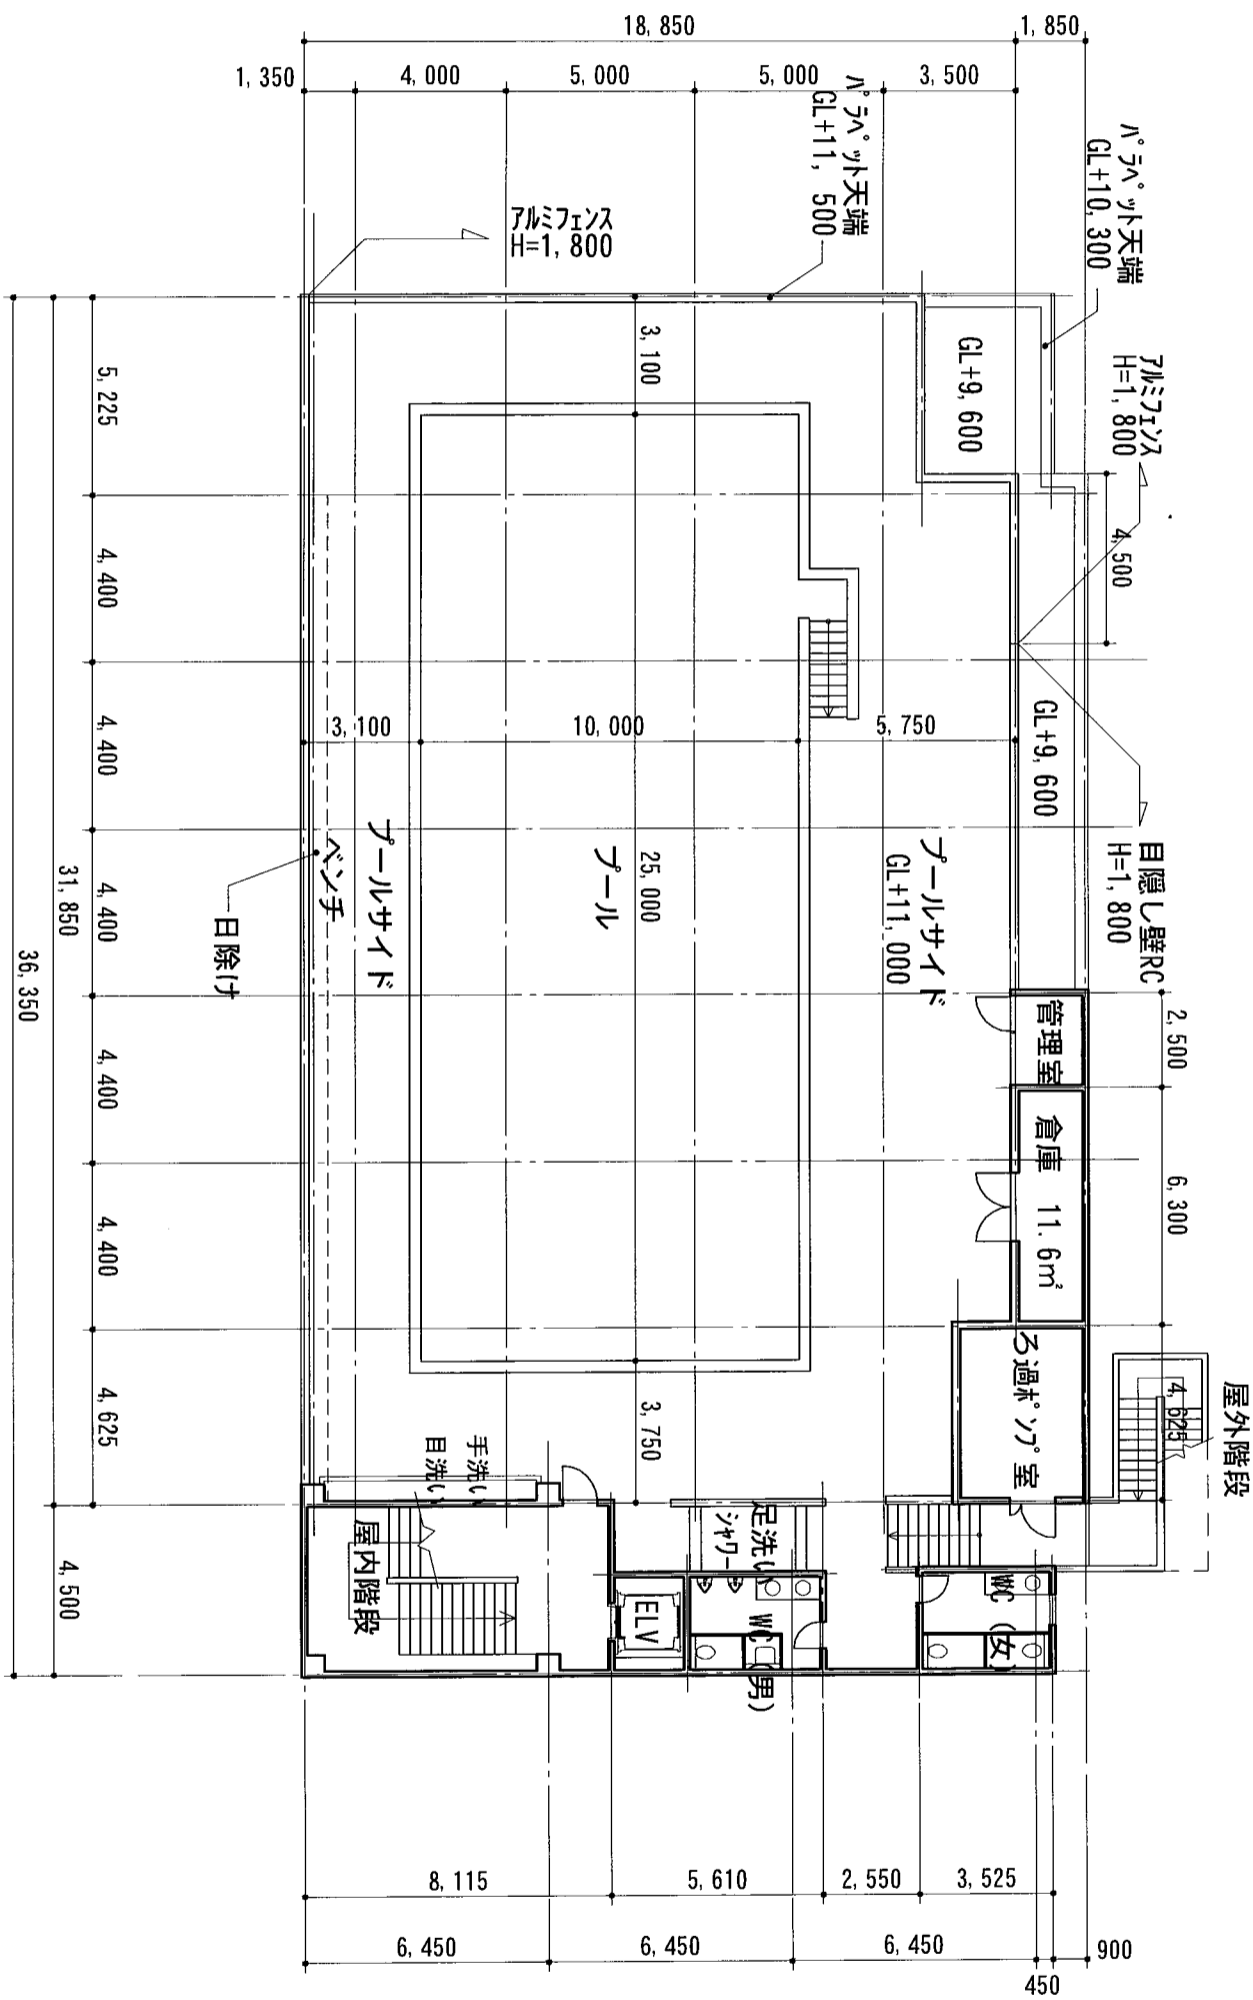 18,850
1,850
1,350
4,000
5,000
5,000
3,500
パラペット天端
GL+11, 500
パラペット天端
GL+10, 300
アルミフェンス
H=1, 800
アルミフェンス
H=1, 800
GL+9, 600
3, 100
5, 225
4, 500
4, 400
4, 400
4, 400
4, 400
4, 400
4, 625
31, 850
36, 350
4, 500
3, 100
10, 000
5, 750
GL+9, 600
目隠し壁RC
H=1, 800
プールサイド
GL+11, 000
25, 000
プール
プールサイド
ベンチ
日除け
管理室
2, 500
倉庫 11. 6㎡
6, 300
ろ過ポンプ室
4, 625
屋外階段
3, 750
手洗い
目洗い
屋内階段
足洗い
シャワー
ELV
WC (男)
WC (女)
8, 115
5, 610
2, 550
3, 525
6, 450
6, 450
6, 450
900
450